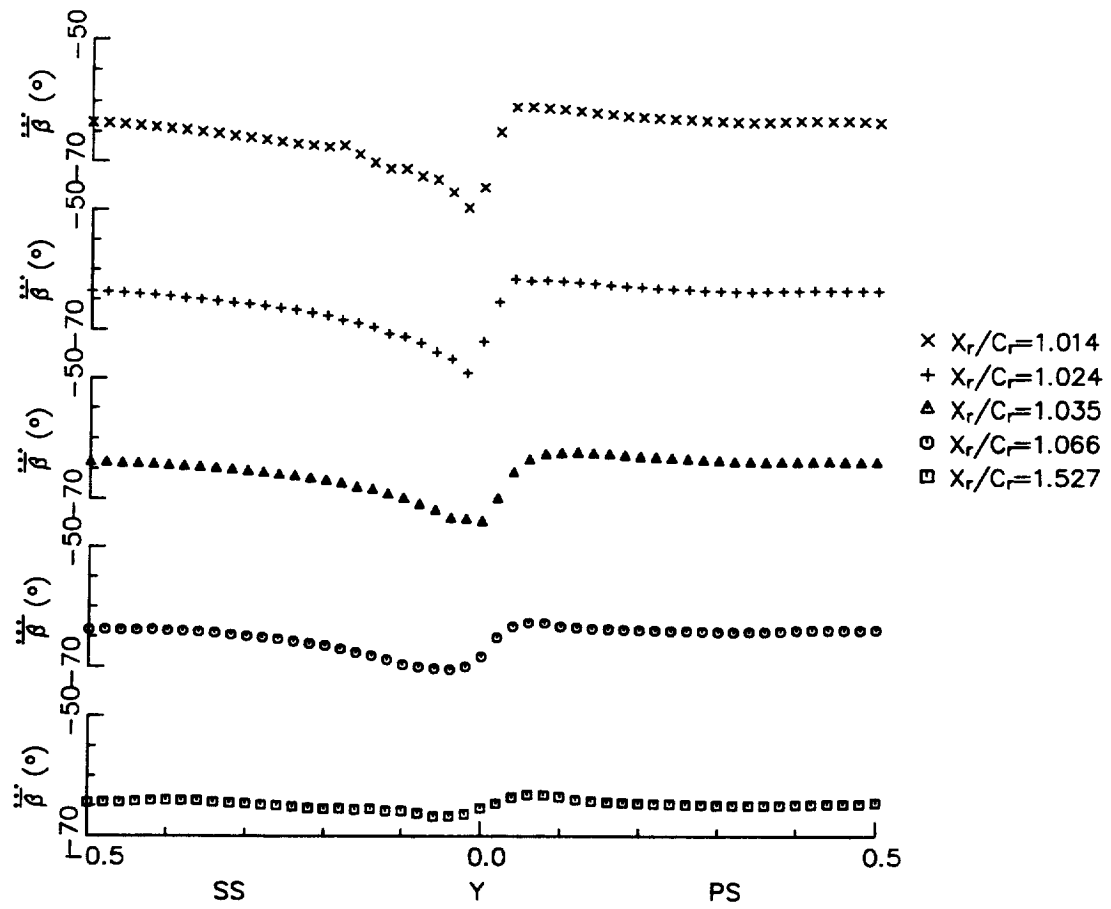 −50
β (°)
−70
−50
β (°)
−70
−50
β (°)
−70
−50
β (°)
−70
−50
β (°)
−70
× Xr/Cr=1.014
+ Xr/Cr=1.024
▲ Xr/Cr=1.035
○ Xr/Cr=1.066
□ Xr/Cr=1.527
−0.5 0.0 0.5
SS Y PS